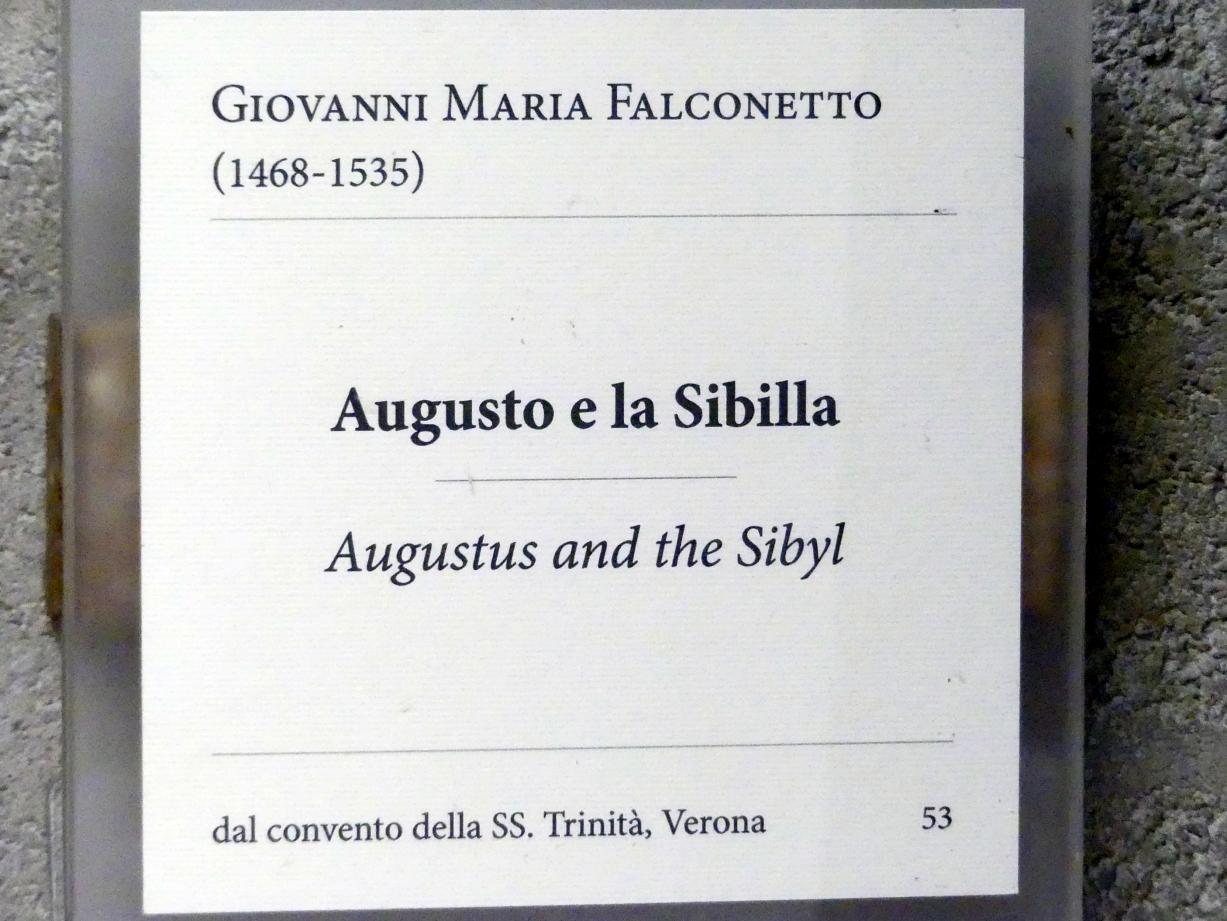 Giovanni Maria Falconetto
(1468-1535)
Augusto e la Sibilla
Augustus and the Sibyl
dal convento della SS. Trinità, Verona 53